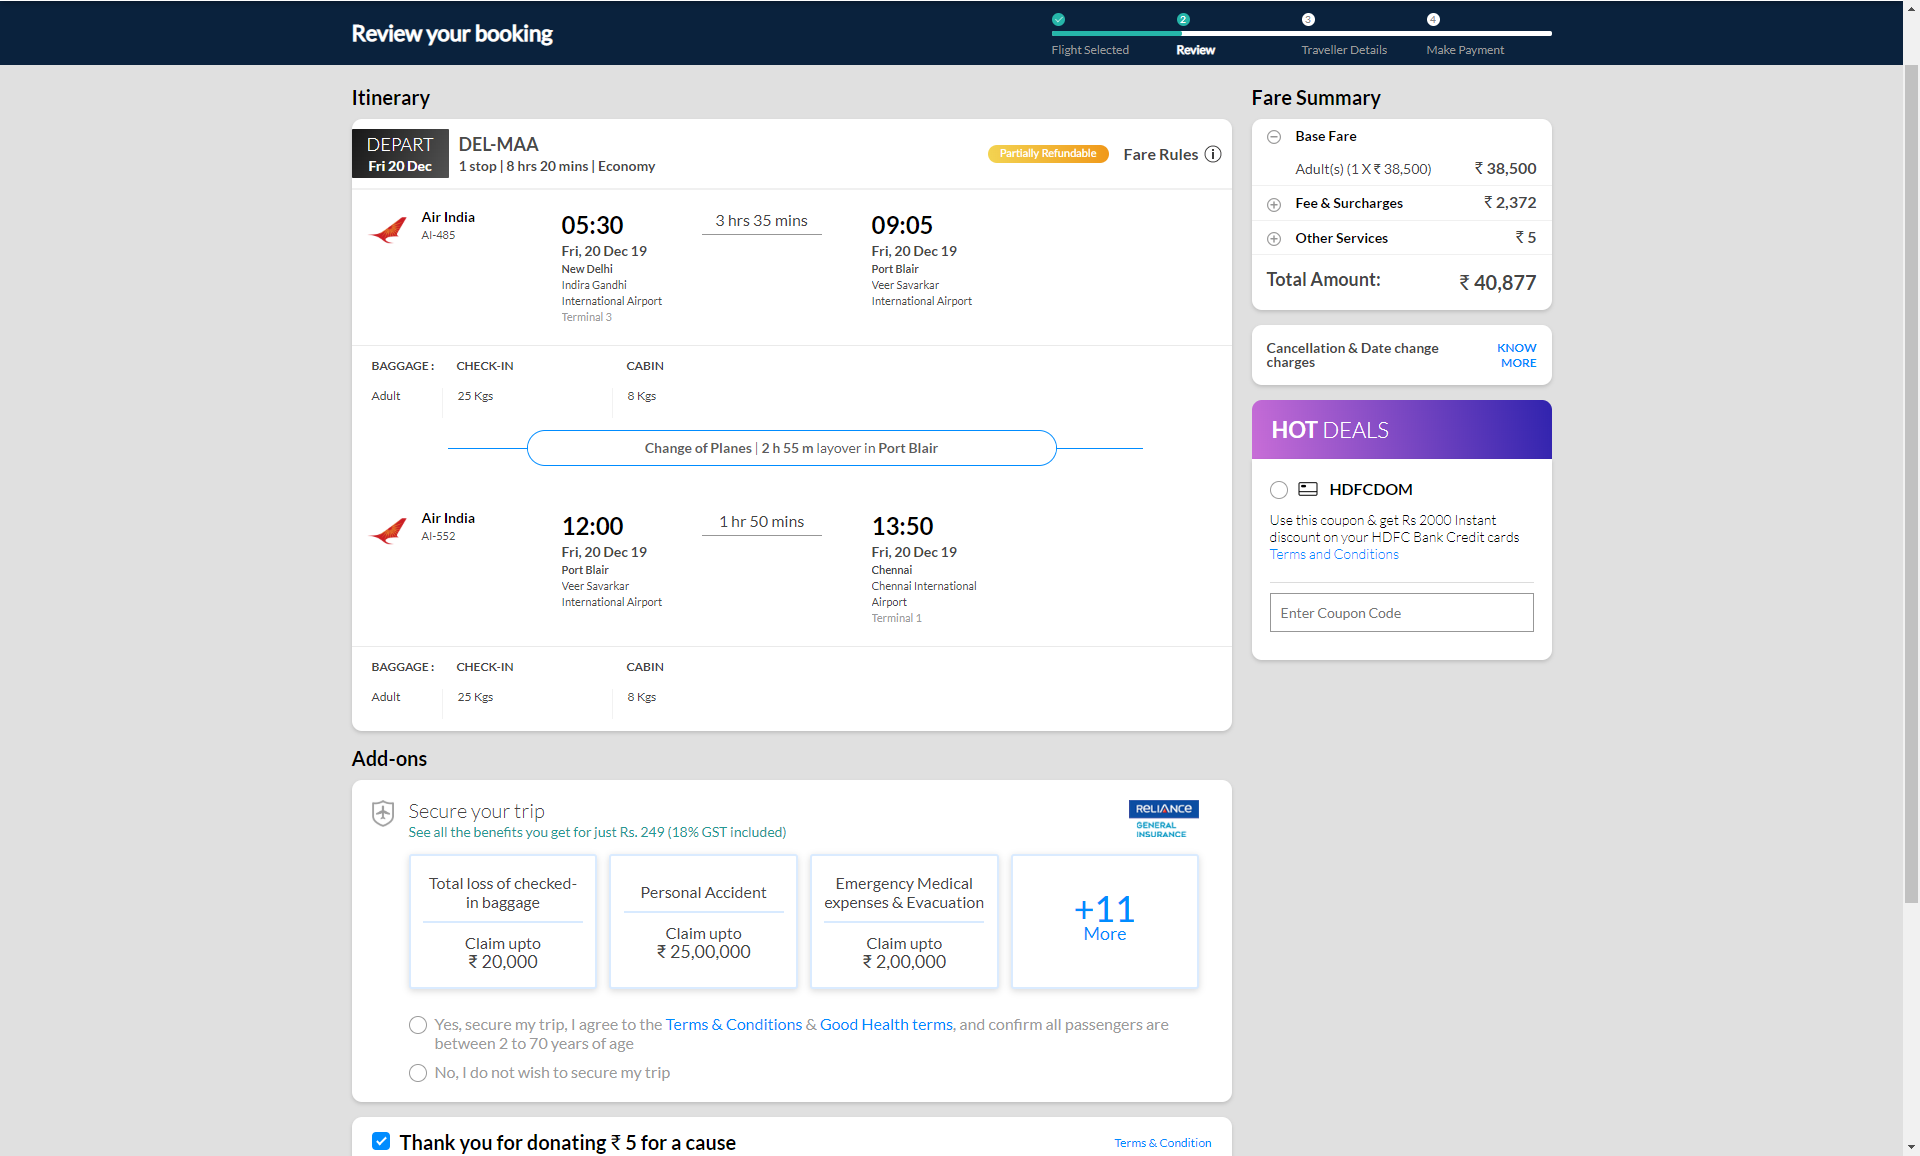 Review your booking
2
3
4
Flight Selected
Review
Traveller Details
Make Payment
Itinerary
DEPART
Fri 20 Dec
DEL-MAA
1 stop | 8 hrs 20 mins | Economy
Partially Refundable
Fare Rules
Air India
AI-485
05:30
Fri, 20 Dec 19
New Delhi
Indira Gandhi
International Airport
Terminal 3
3 hrs 35 mins
09:05
Fri, 20 Dec 19
Port Blair
Veer Savarkar
International Airport
BAGGAGE : CHECK-IN CABIN
Adult 25 Kgs 8 Kgs
Change of Planes | 2 h 55 m layover in Port Blair
Air India
AI-552
12:00
Fri, 20 Dec 19
Port Blair
Veer Savarkar
International Airport
1 hr 50 mins
13:50
Fri, 20 Dec 19
Chennai
Chennai International
Airport
Terminal 1
BAGGAGE : CHECK-IN CABIN
Adult 25 Kgs 8 Kgs
Fare Summary
Base Fare
Adult(s) (1 X ₹ 38,500) ₹ 38,500
Fee & Surcharges ₹ 2,372
Other Services ₹ 5
Total Amount: ₹ 40,877
Cancellation & Date change
charges
KNOW
MORE
HOT DEALS
HDFCDOM
Use this coupon & get Rs 2000 Instant
discount on your HDFC Bank Credit cards
Terms and Conditions
Enter Coupon Code
Add-ons
Secure your trip
See all the benefits you get for just Rs. 249 (18% GST included)
RELIANCE
GENERAL
INSURANCE
Total loss of checked-
in baggage
Claim upto
₹ 20,000
Personal Accident
Claim upto
₹ 25,00,000
Emergency Medical
expenses & Evacuation
Claim upto
₹ 2,00,000
+11
More
Yes, secure my trip, I agree to the Terms & Conditions & Good Health terms, and confirm all passengers are
between 2 to 70 years of age
No, I do not wish to secure my trip
Thank you for donating ₹ 5 for a cause
Terms & Condition